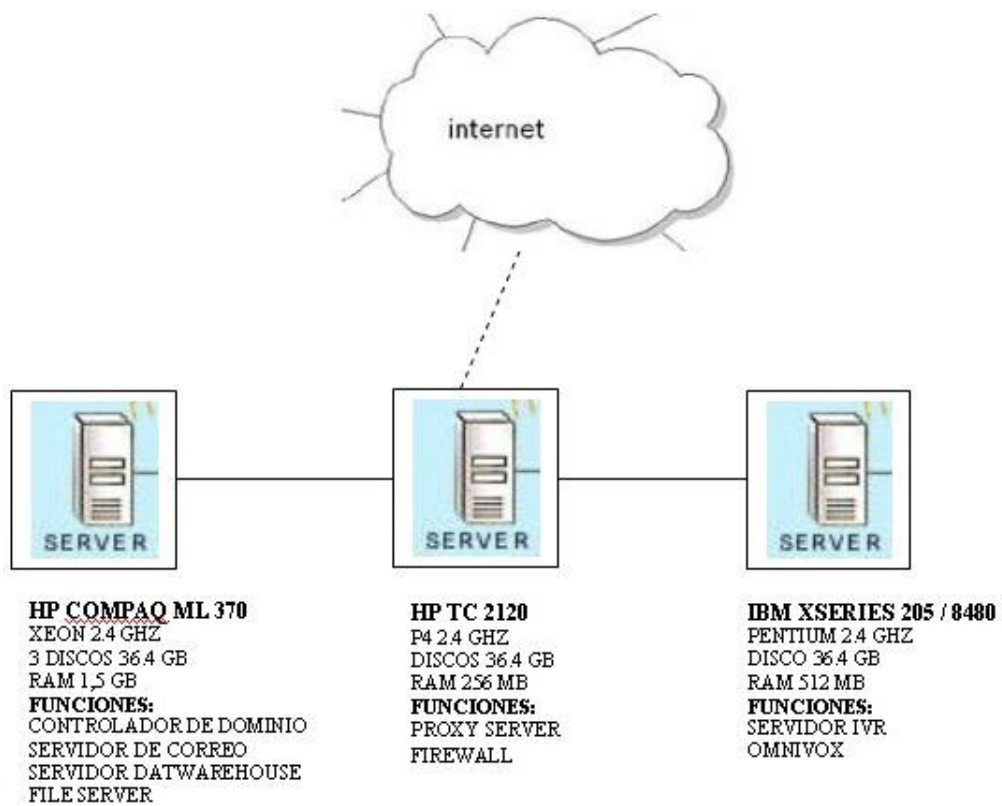 internet
SERVER
SERVER
SERVER
HP COMPAQ ML 370
XEON 2.4 GHZ
3 DISCOS 36.4 GB
RAM 1,5 GB
FUNCIONES:
CONTROLADOR DE DOMINIO
SERVIDOR DE CORREO
SERVIDOR DATWAREHOUSE
FILE SERVER
HP TC 2120
P4 2.4 GHZ
DISCOS 36.4 GB
RAM 256 MB
FUNCIONES:
PROXY SERVER
FIREWALL
IBM XSERIES 205 / 8480
PENTIUM 2.4 GHZ
DISCO 36.4 GB
RAM 512 MB
FUNCIONES:
SERVIDOR IVR
OMNIVOX